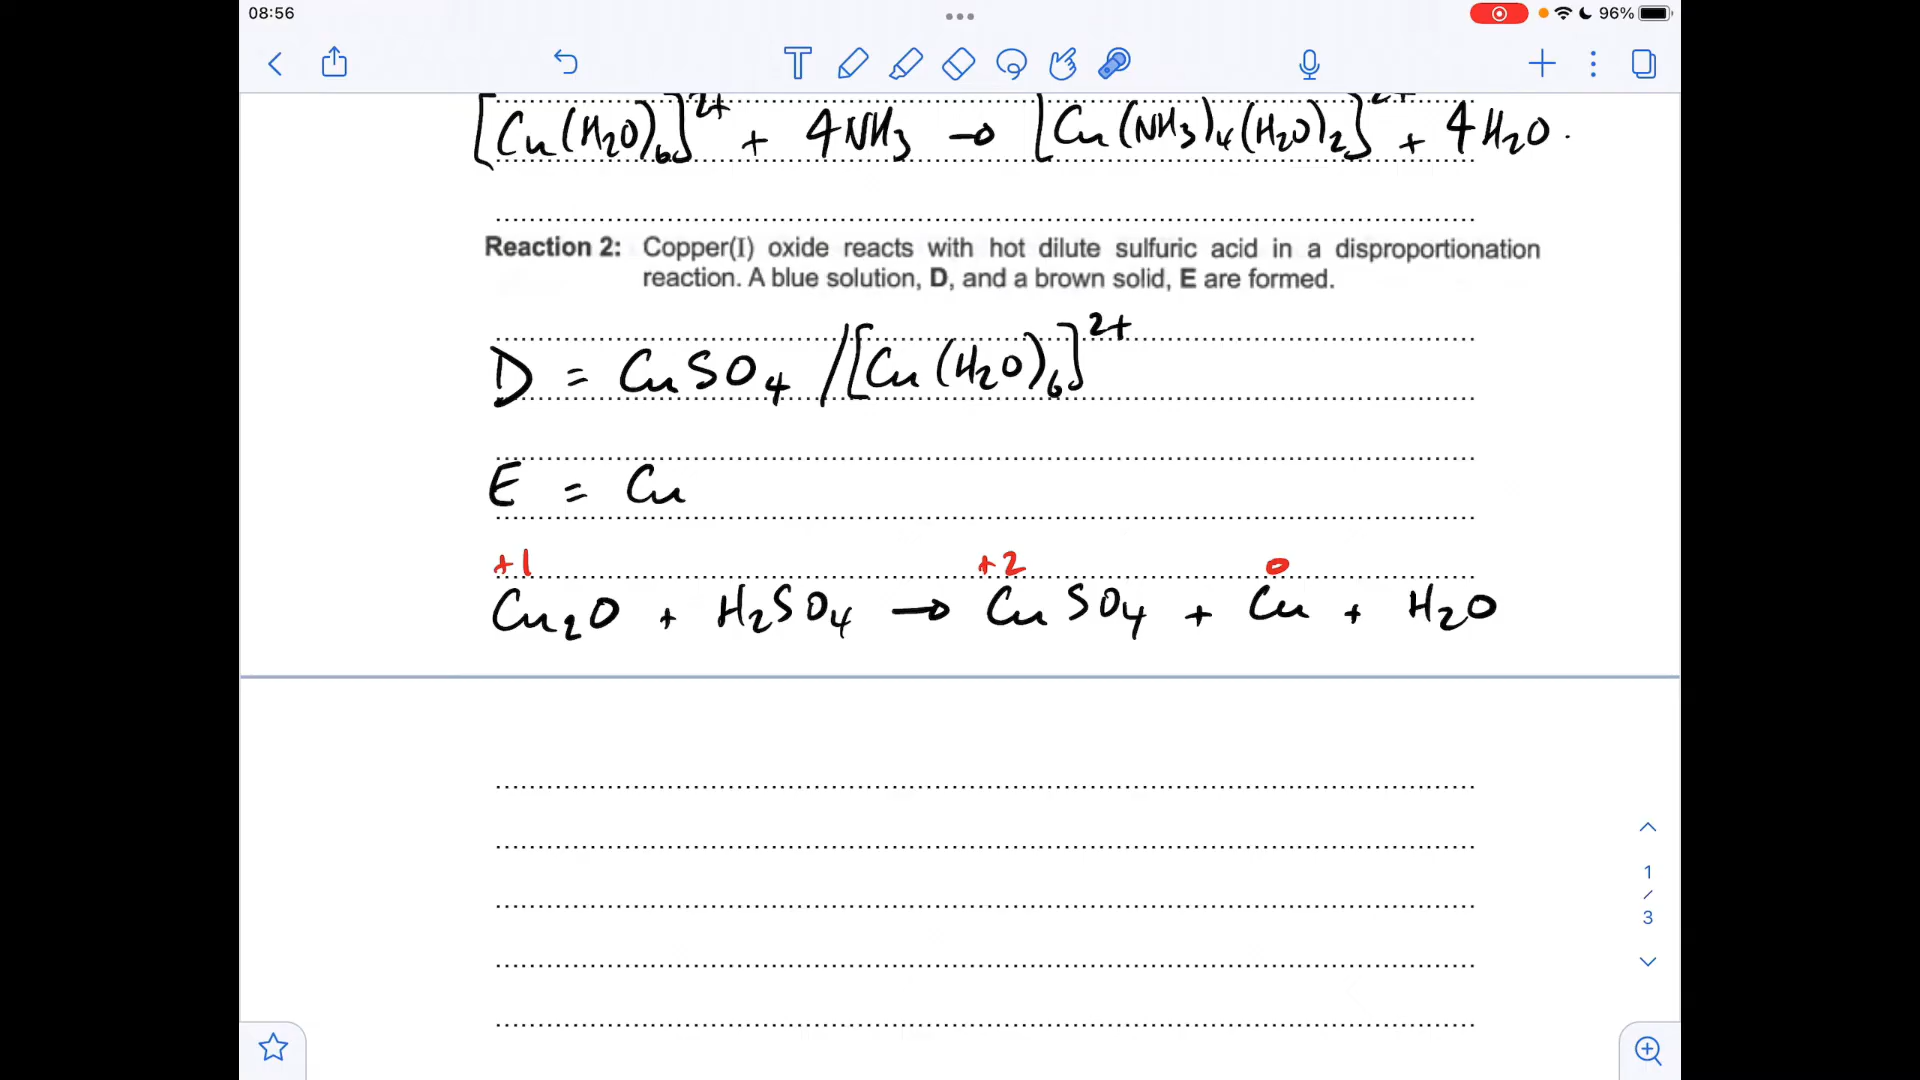 08:56
96%
[Cu(H₂O)₆]²⁺ + 4NH₃ → [Cu(NH₃)₄(H₂O)₂]²⁺ + 4H₂O.
Reaction 2: Copper(I) oxide reacts with hot dilute sulfuric acid in a disproportionation
reaction. A blue solution, D, and a brown solid, E are formed.
D = CuSO₄ /[Cu(H₂O)₆]²⁺
E = Cu
+1 +2 0
Cu₂O + H₂SO₄ → CuSO₄ + Cu + H₂O
1
/
3